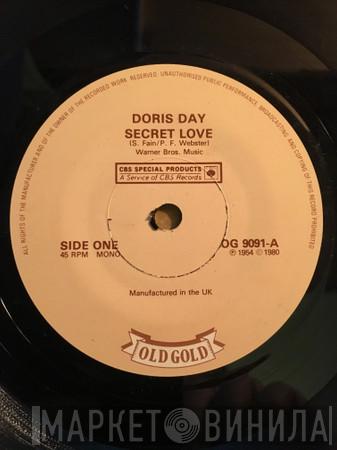 ALL RIGHTS OF THE MANUFACTURER AND OF THE OWNER OF THE RECORDED WORK RESERVED. UNAUTHORISED PUBLIC PERFORMANCE, BROADCASTING AND COPYING OF THIS RECORD PROHIBITED
DORIS DAY
SECRET LOVE
(S. Fain/P. F. Webster)
Warner Bros. Music
CBS SPECIAL PRODUCTS
A Service of CBS Records
SIDE ONE
45 RPM MONO
OG 9091-A
℗ 1954 © 1980
Manufactured in the UK
OLD GOLD
МАРКЕТ ВИНИЛА